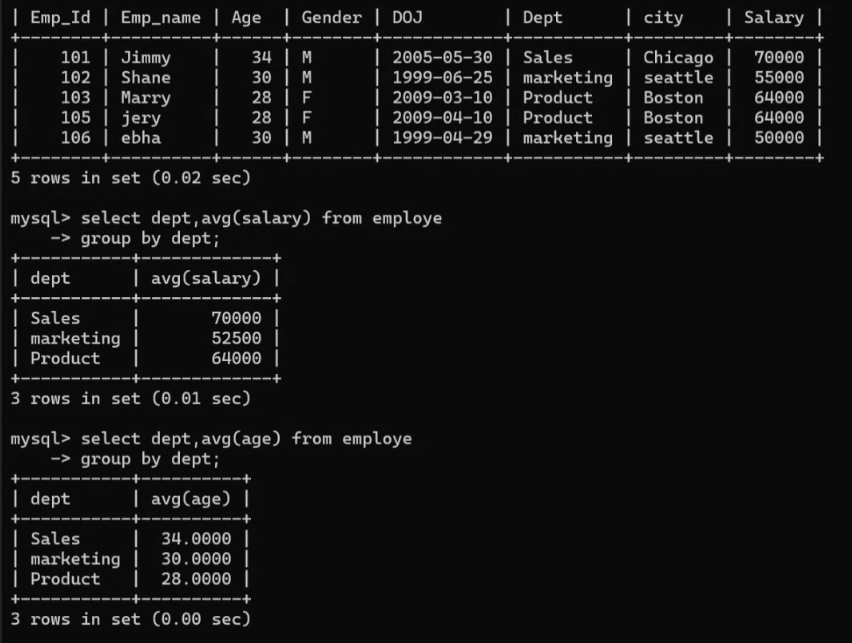 | Emp_Id | Emp_name | Age  | Gender | DOJ        | Dept      | city    | Salary |
+--------+----------+------+--------+------------+-----------+---------+--------+
|    101 | Jimmy    |   34 | M      | 2005-05-30 | Sales     | Chicago |  70000 |
|    102 | Shane    |   30 | M      | 1999-06-25 | marketing | seattle |  55000 |
|    103 | Marry    |   28 | F      | 2009-03-10 | Product   | Boston  |  64000 |
|    105 | jery     |   28 | F      | 2009-04-10 | Product   | Boston  |  64000 |
|    106 | ebha     |   30 | M      | 1999-04-29 | marketing | seattle |  50000 |
+--------+----------+------+--------+------------+-----------+---------+--------+
5 rows in set (0.02 sec)

mysql> select dept,avg(salary) from employe
    -> group by dept;
+-----------+-------------+
| dept      | avg(salary) |
+-----------+-------------+
| Sales     |       70000 |
| marketing |       52500 |
| Product   |       64000 |
+-----------+-------------+
3 rows in set (0.01 sec)

mysql> select dept,avg(age) from employe
    -> group by dept;
+-----------+----------+
| dept      | avg(age) |
+-----------+----------+
| Sales     |  34.0000 |
| marketing |  30.0000 |
| Product   |  28.0000 |
+-----------+----------+
3 rows in set (0.00 sec)